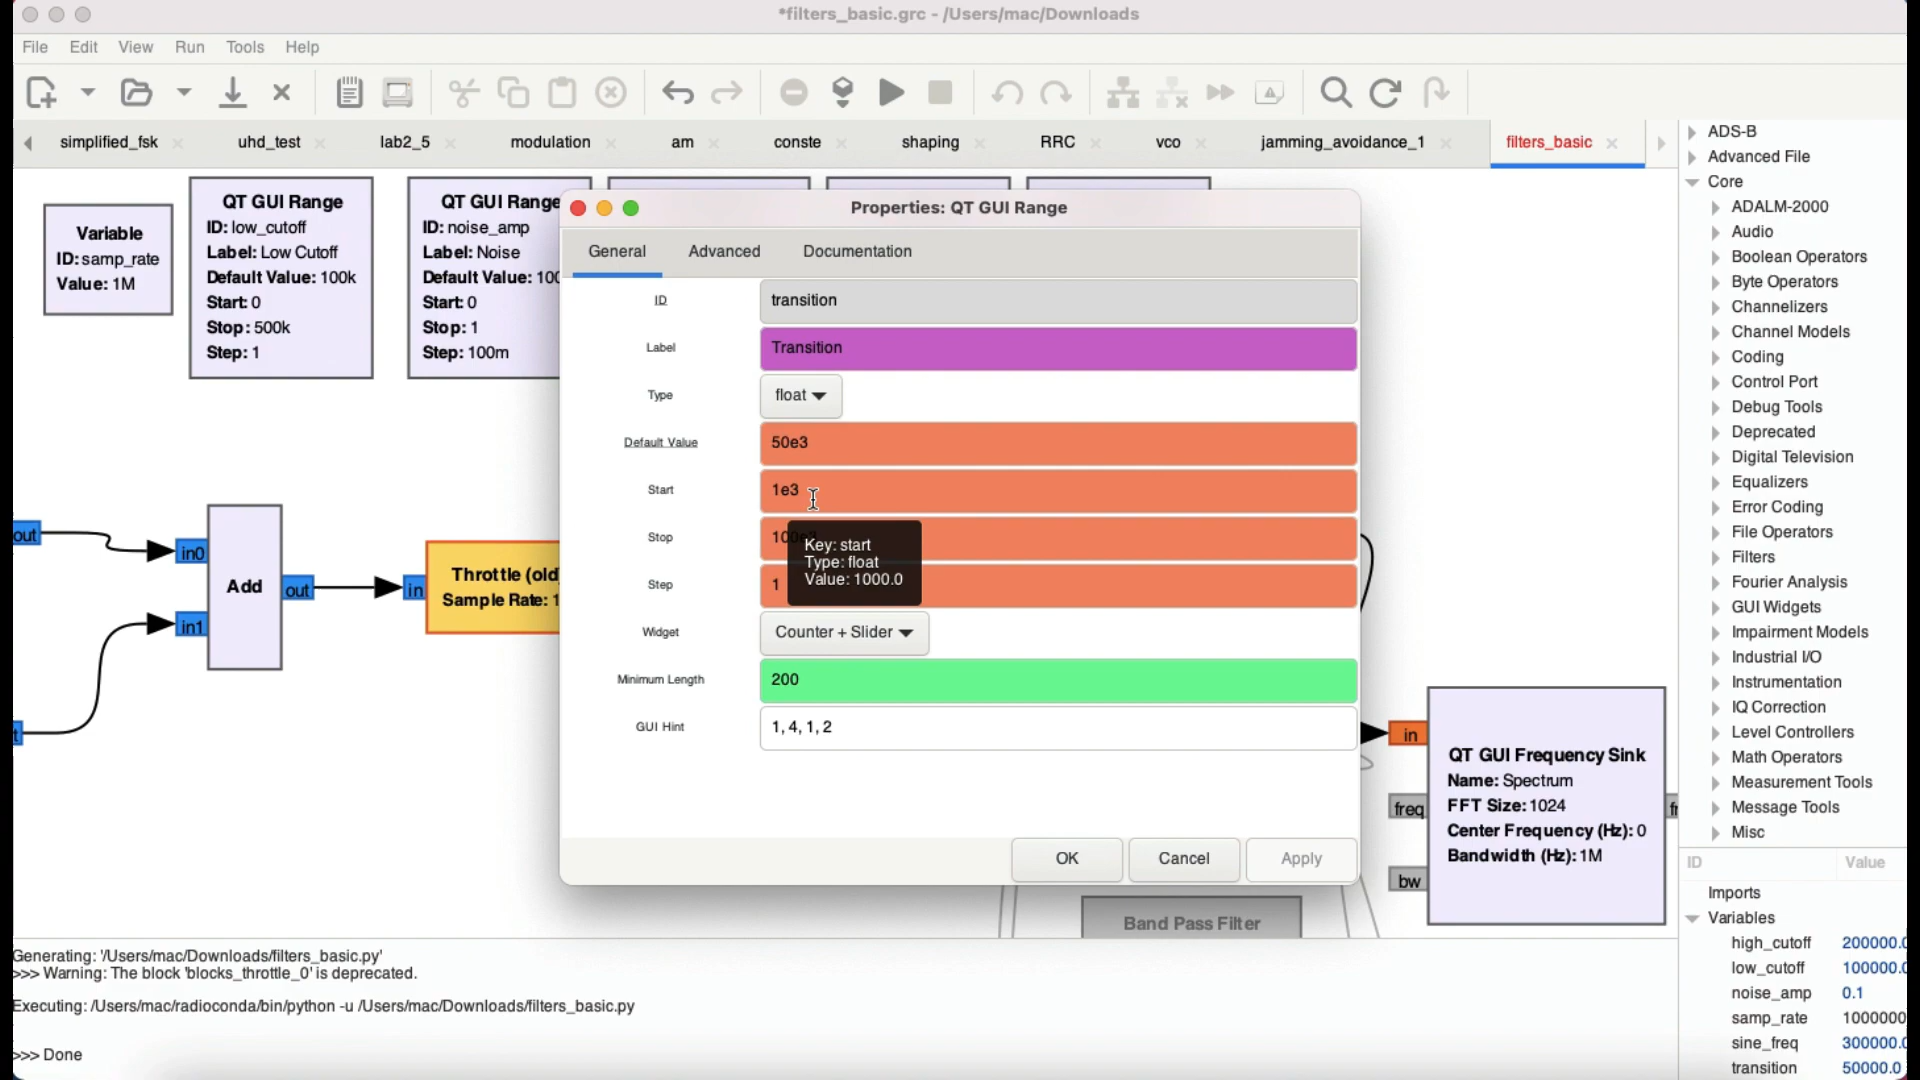 *filters_basic.grc - /Users/mac/Downloads
File Edit View Run Tools Help
simplified_fsk uhd_test lab2_5 modulation am conste shaping RRC vco jamming_avoidance_1 filters_basic
Variable
ID: samp_rate
Value: 1M
QT GUI Range
ID: low_cutoff
Label: Low Cutoff
Default Value: 100k
Start: 0
Stop: 500k
Step: 1
QT GUI Range
ID: noise_amp
Label: Noise
Default Value: 100
Start: 0
Stop: 1
Step: 100m
Properties: QT GUI Range
General Advanced Documentation
ID transition
Label Transition
Type float
Default Value 50e3
Start 1e3
Stop
Step 1
Key: start
Type: float
Value: 1000.0
Widget Counter + Slider
Minimum Length 200
GUI Hint 1, 4, 1, 2
OK Cancel Apply
out
in0
in1
Add
out
in
Throttle (old)
Sample Rate: 1
Band Pass Filter
in
freq
bw
QT GUI Frequency Sink
Name: Spectrum
FFT Size: 1024
Center Frequency (Hz): 0
Bandwidth (Hz): 1M
Generating: '/Users/mac/Downloads/filters_basic.py'
>>> Warning: The block 'blocks_throttle_0' is deprecated.
Executing: /Users/mac/radioconda/bin/python -u /Users/mac/Downloads/filters_basic.py
>>> Done
ADS-B
Advanced File
Core
ADALM-2000
Audio
Boolean Operators
Byte Operators
Channelizers
Channel Models
Coding
Control Port
Debug Tools
Deprecated
Digital Television
Equalizers
Error Coding
File Operators
Filters
Fourier Analysis
GUI Widgets
Impairment Models
Industrial I/O
Instrumentation
IQ Correction
Level Controllers
Math Operators
Measurement Tools
Message Tools
Misc
ID Value
Imports
Variables
high_cutoff 200000.0
low_cutoff 100000.0
noise_amp 0.1
samp_rate 1000000
sine_freq 300000.0
transition 50000.0